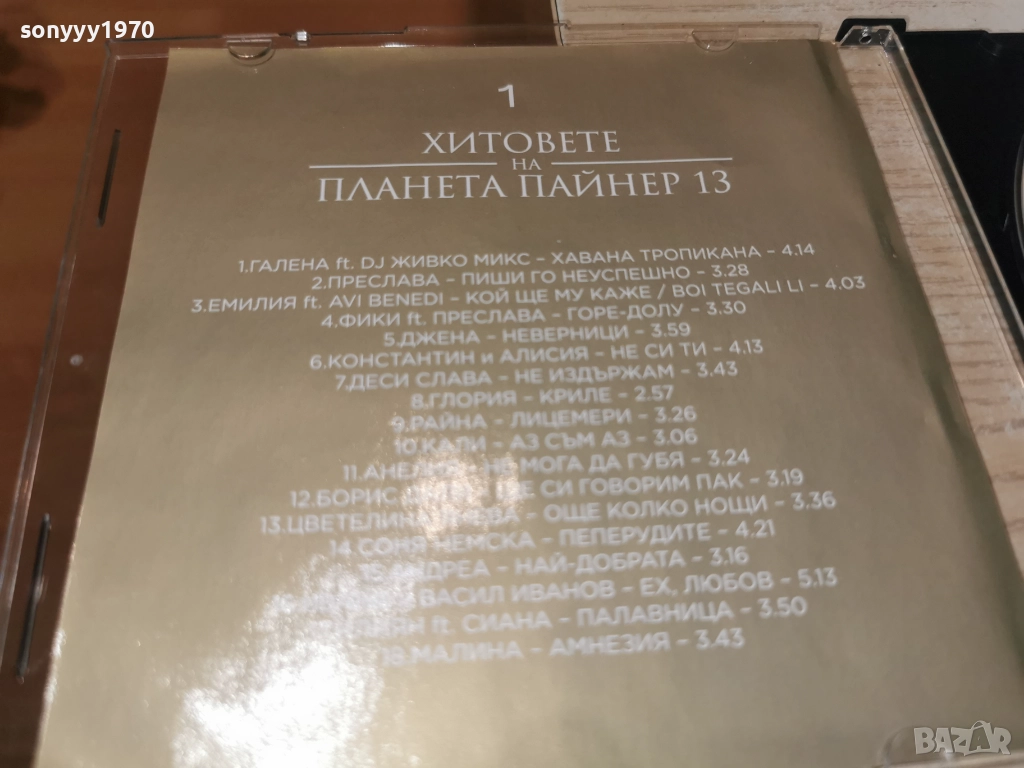 sonyyy1970
1
ХИТОВЕТЕ
НА
ПЛАНЕТА ПАЙНЕР 13
1.ГАЛЕНА ft. DJ ЖИВКО МИКС - ХАВАНА ТРОПИКАНА - 4.14
2.ПРЕСЛАВА - ПИШИ ГО НЕУСПЕШНО - 3.28
3.ЕМИЛИЯ ft. AVI BENEDI - КОЙ ЩЕ МУ КАЖЕ / BOI TEGALI LI - 4.03
4.ФИКИ ft. ПРЕСЛАВА - ГОРЕ-ДОЛУ - 3.30
5.ДЖЕНА - НЕВЕРНИЦИ - 3.59
6.КОНСТАНТИН и АЛИСИЯ - НЕ СИ ТИ - 4.13
7.ДЕСИ СЛАВА - НЕ ИЗДЪРЖАМ - 3.43
8.ГЛОРИЯ - КРИЛЕ - 2.57
9.РАЙНА - ЛИЦЕМЕРИ - 3.26
10.КАЛИ - АЗ СЪМ АЗ - 3.06
11.АНЕЛИЯ - НЕ МОГА ДА ГУБЯ - 3.24
12.БОРИС СИ ГОВОРИМ ПАК - 3.19
13.ЦВЕТЕЛИНА - ОЩЕ КОЛКО НОЩИ - 3.36
14.СОНЯ НЕМСКА - ПЕПЕРУДИТЕ - 4.21
АНДРЕА - НАЙ-ДОБРАТА - 3.16
ВАСИЛ ИВАНОВ - ЕХ, ЛЮБОВ - 5.13
ft. СИАНА - ПАЛАВНИЦА - 3.50
18.МАЛИНА - АМНЕЗИЯ - 3.43
BAZAR